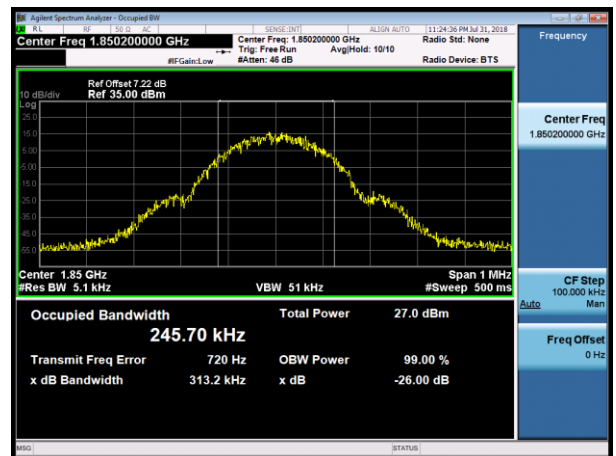 Agilent Spectrum Analyzer - Occupied BW
RL RF 50 Ω AC SENSE:INT ALIGN AUTO 11:24:36 PM Jul 31, 2018
Center Freq 1.850200000 GHz
Center Freq: 1.850200000 GHz
Radio Std: None
Trig: Free Run Avg|Hold: 10/10
#IFGain:Low #Atten: 46 dB Radio Device: BTS
Ref Offset 7.22 dB
10 dB/div Ref 35.00 dBm
Log
25.0
15.0
5.00
-5.00
-15.0
-25.0
-35.0
-45.0
-55.0
Center 1.85 GHz Span 1 MHz
#Res BW 5.1 kHz VBW 51 kHz #Sweep 500 ms
Occupied Bandwidth Total Power 27.0 dBm
245.70 kHz
Transmit Freq Error 720 Hz OBW Power 99.00 %
x dB Bandwidth 313.2 kHz x dB -26.00 dB
MSG STATUS
Frequency
Center Freq
1.850200000 GHz
CF Step
100.000 kHz
Auto Man
Freq Offset
0 Hz